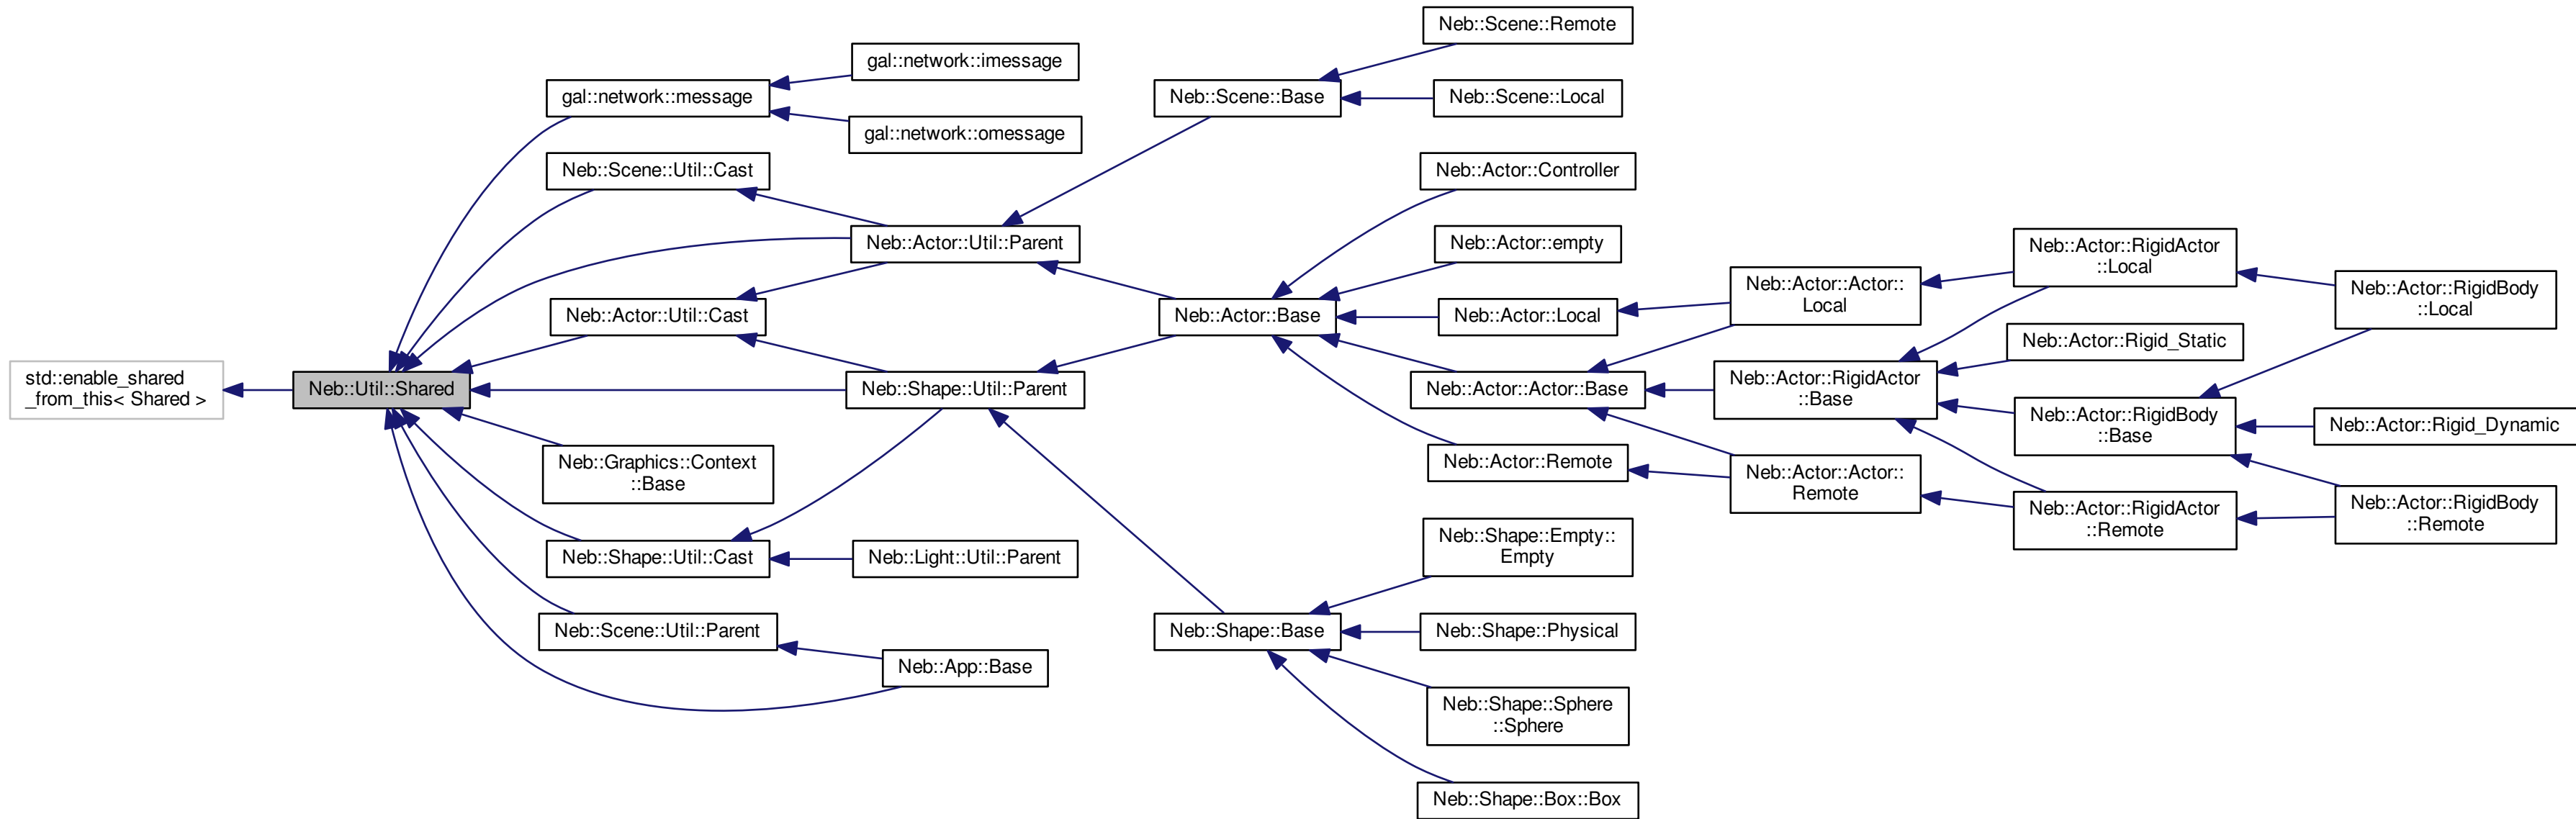 std::enable_shared
_from_this< Shared >
Neb::Util::Shared
gal::network::message
gal::network::imessage
gal::network::omessage
Neb::Scene::Util::Cast
Neb::Actor::Util::Parent
Neb::Actor::Util::Cast
Neb::Shape::Util::Parent
Neb::Graphics::Context
::Base
Neb::Shape::Util::Cast
Neb::Light::Util::Parent
Neb::Scene::Util::Parent
Neb::App::Base
Neb::Scene::Base
Neb::Scene::Remote
Neb::Scene::Local
Neb::Actor::Base
Neb::Actor::Controller
Neb::Actor::empty
Neb::Actor::Local
Neb::Actor::Actor::Base
Neb::Actor::Remote
Neb::Shape::Base
Neb::Shape::Empty::
Empty
Neb::Shape::Physical
Neb::Shape::Sphere
::Sphere
Neb::Shape::Box::Box
Neb::Actor::Actor::
Local
Neb::Actor::RigidActor
::Base
Neb::Actor::Actor::
Remote
Neb::Actor::RigidActor
::Local
Neb::Actor::Rigid_Static
Neb::Actor::RigidBody
::Base
Neb::Actor::RigidActor
::Remote
Neb::Actor::RigidBody
::Local
Neb::Actor::Rigid_Dynamic
Neb::Actor::RigidBody
::Remote